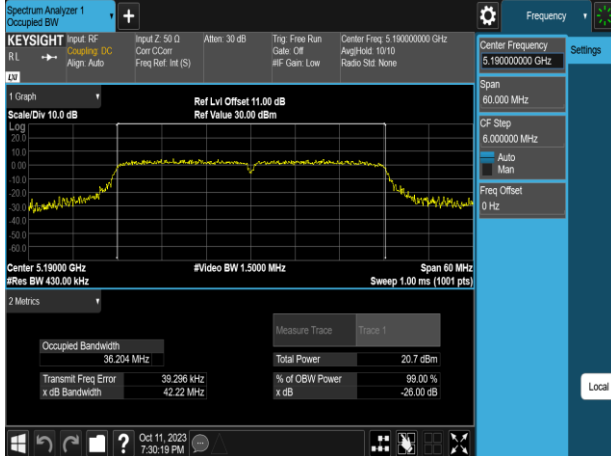 Spectrum Analyzer 1
Occupied BW
Frequency
KEYSIGHT
RL
LXI
Input: RF
Coupling: DC
Align: Auto
Input Z: 50 Ω
Corr CCorr
Freq Ref: Int (S)
Atten: 30 dB
Trig: Free Run
Gate: Off
#IF Gain: Low
Center Freq: 5.190000000 GHz
Avg|Hold: 10/10
Radio Std: None
Center Frequency
5.190000000 GHz
Settings
Span
60.000 MHz
CF Step
6.000000 MHz
Auto
Man
Freq Offset
0 Hz
1 Graph
Ref Lvl Offset 11.00 dB
Scale/Div 10.0 dB
Ref Value 30.00 dBm
Log
20.0
10.0
0.00
-10.0
-20.0
-30.0
-40.0
-50.0
-60.0
Center 5.19000 GHz
#Video BW 1.5000 MHz
Span 60 MHz
#Res BW 430.00 kHz
Sweep 1.00 ms (1001 pts)
2 Metrics
Measure Trace
Trace 1
Occupied Bandwidth
36.204 MHz
Total Power
20.7 dBm
Transmit Freq Error
39.296 kHz
% of OBW Power
99.00 %
x dB Bandwidth
42.22 MHz
x dB
-26.00 dB
Local
Oct 11, 2023
7:30:19 PM